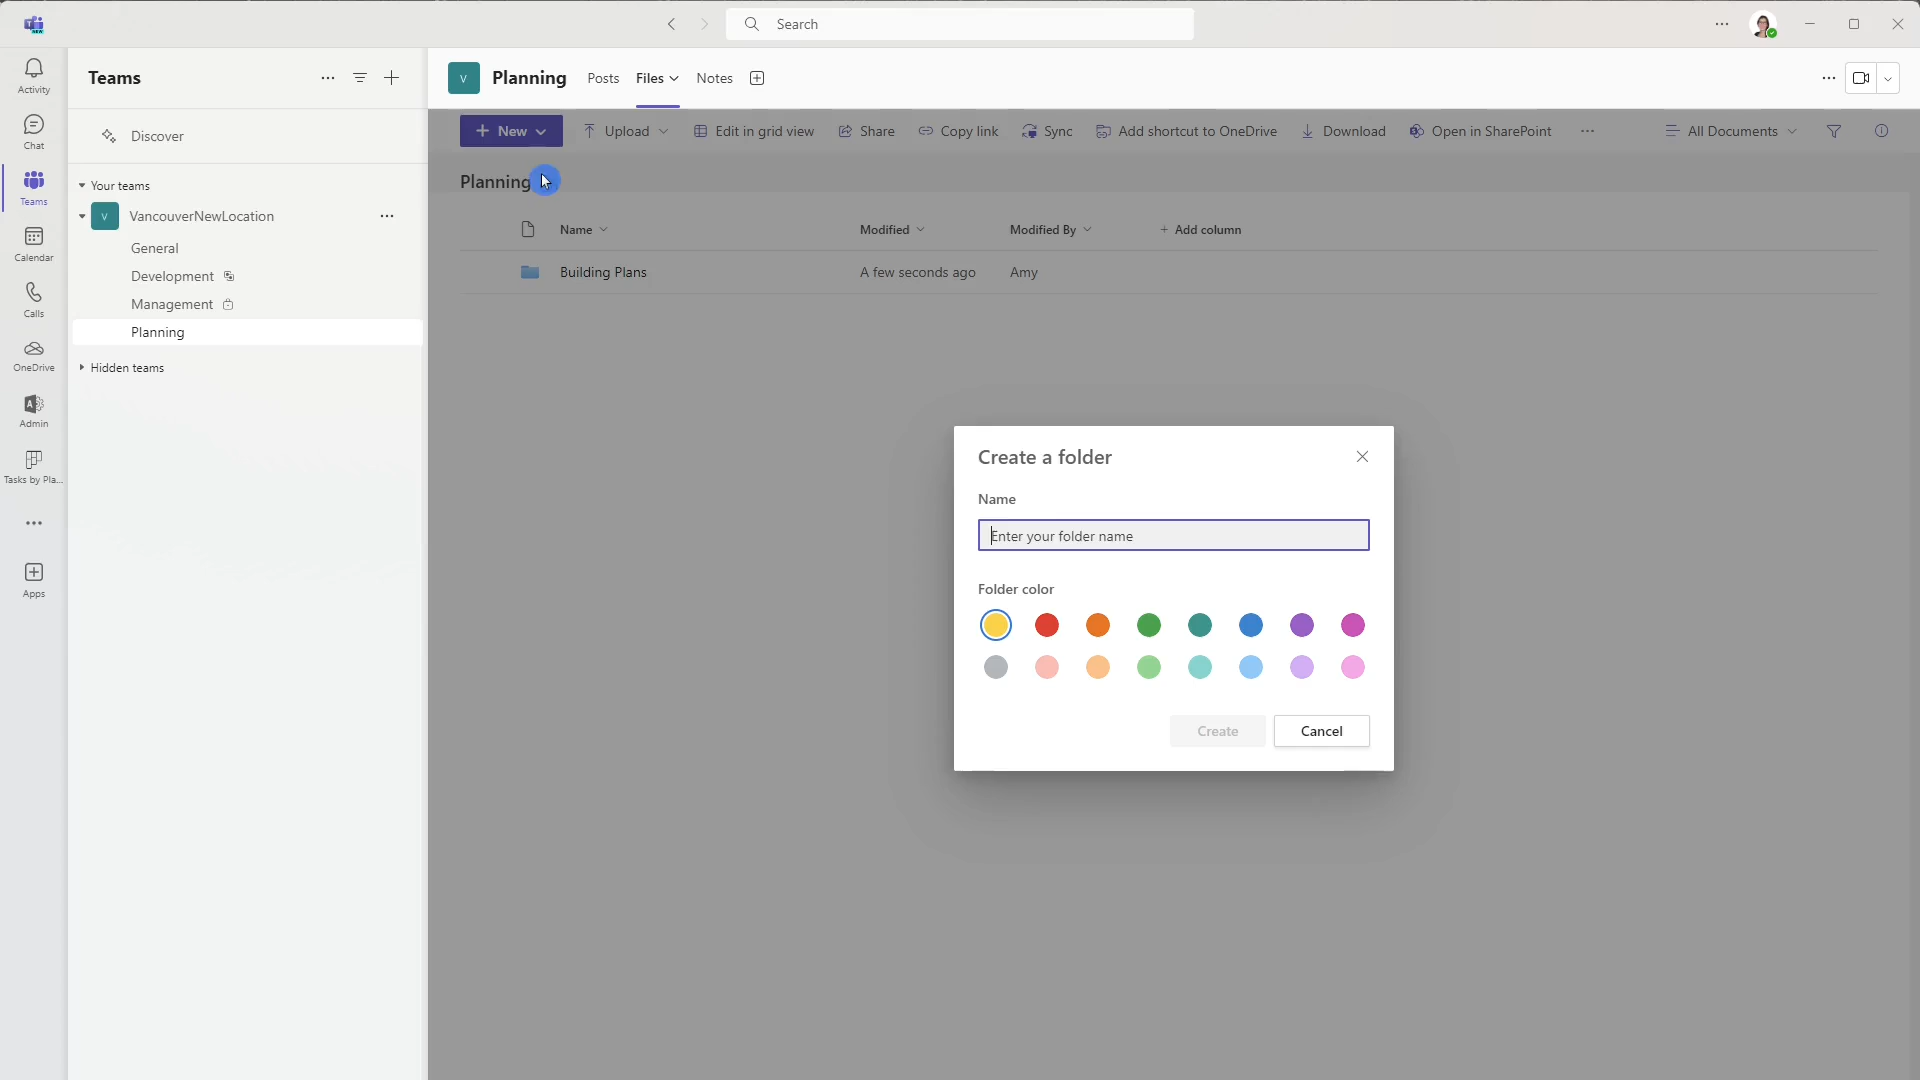 Search
Activity
Chat
Teams
Calendar
Calls
OneDrive
Admin
Tasks by Pla...
Apps
Teams
Discover
Your teams
V VancouverNewLocation
General
Development
Management
Planning
Hidden teams
V Planning Posts Files Notes
New Upload Edit in grid view Share Copy link Sync Add shortcut to OneDrive Download Open in SharePoint All Documents
Planning
Name Modified Modified By + Add column
Building Plans A few seconds ago Amy
Create a folder
Name
Enter your folder name
Folder color
Create Cancel